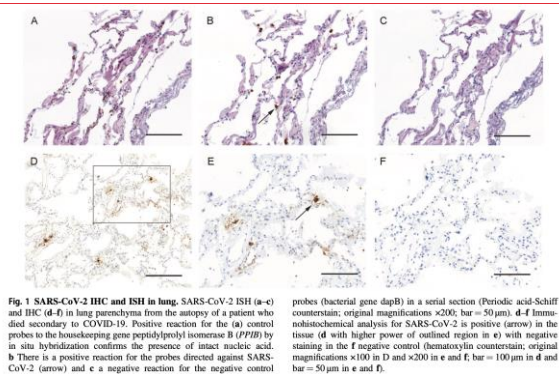 A
B
C
D
E
F
Fig. 1 SARS-CoV-2 IHC and ISH in lung. SARS-CoV-2 ISH (a–c)
and IHC (d–f) in lung parenchyma from the autopsy of a patient who
died secondary to COVID-19. Positive reaction for the (a) control
probes to the housekeeping gene peptidylprolyl isomerase B (PPIB) by
in situ hybridization confirms the presence of intact nucleic acid.
b There is a positive reaction for the probes directed against SARS-
CoV-2 (arrow) and c a negative reaction for the negative control
probes (bacterial gene dapB) in a serial section (Periodic acid-Schiff
counterstain; original magnifications ×200; bar = 50 μm). d–f Immu-
nohistochemical analysis for SARS-CoV-2 is positive (arrow) in the
tissue (d with higher power of outlined region in e) with negative
staining in the f negative control (hematoxylin counterstain; original
magnifications ×100 in D and ×200 in e and f; bar = 100 μm in d and
bar = 50 μm in e and f).